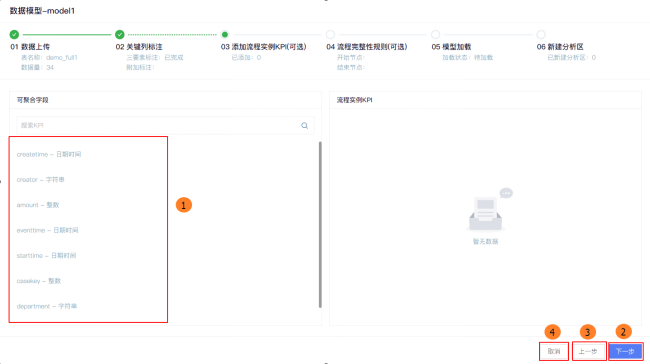 数据模型-model1
01 数据上传
表名称: demo_full1
数据量: 34
02 关键列标注
三要素标注: 已完成
附加标注:
03 添加流程实例KPI(可选)
已添加: 0
04 流程完整性规则(可选)
开始节点:
结束节点:
05 模型加载
加载状态: 待加载
06 新建分析区
已新建分析区: 0
可聚合字段
搜索KPI
createtime - 日期时间
creator - 字符串
amount - 整数
eventtime - 日期时间
starttime - 日期时间
casekey - 整数
department - 字符串
1
流程实例KPI
暂无数据
4
3
2
取消
上一步
下一步